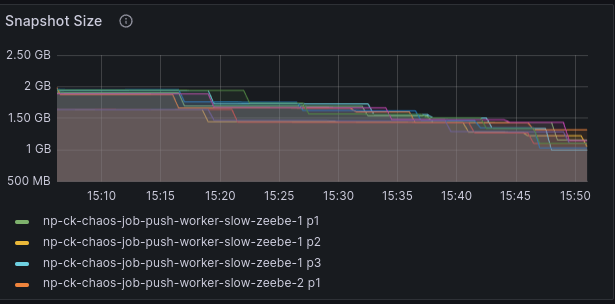 Snapshot Size
2.50 GB
2 GB
1.50 GB
1 GB
500 MB
15:10 15:15 15:20 15:25 15:30 15:35 15:40 15:45 15:50
np-ck-chaos-job-push-worker-slow-zeebe-1 p1
np-ck-chaos-job-push-worker-slow-zeebe-1 p2
np-ck-chaos-job-push-worker-slow-zeebe-1 p3
np-ck-chaos-job-push-worker-slow-zeebe-2 p1